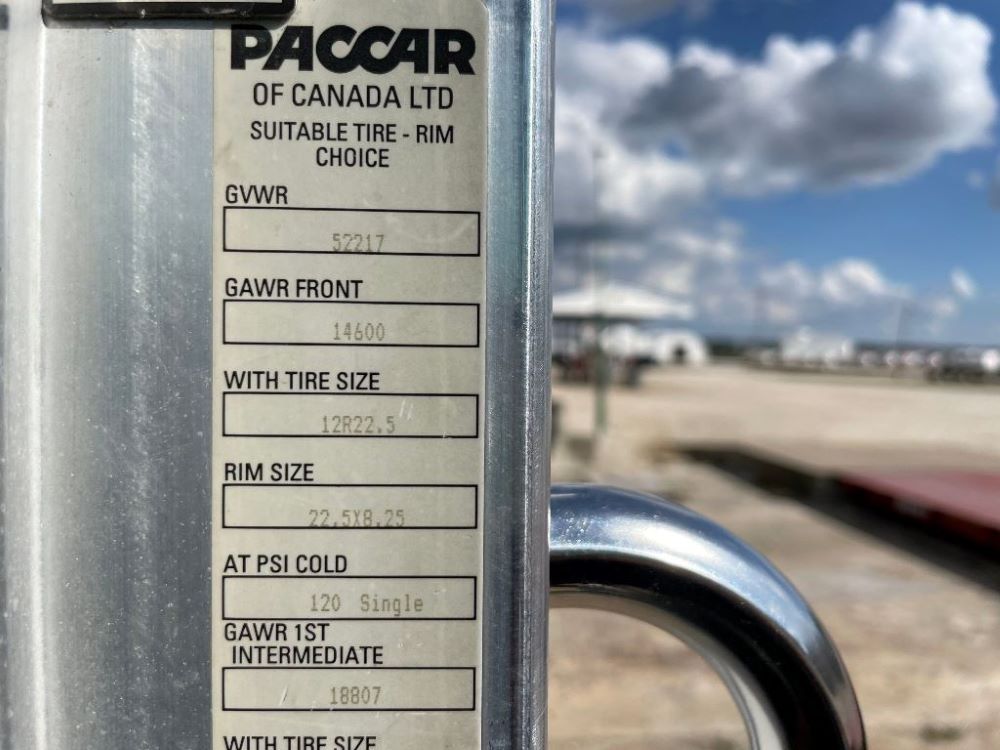 PACCAR
OF CANADA LTD
SUITABLE TIRE - RIM
CHOICE
GVWR
52217
GAWR FRONT
14600
WITH TIRE SIZE
12R22.5
RIM SIZE
22.5X8.25
AT PSI COLD
120 Single
GAWR 1ST
INTERMEDIATE
18807
WITH TIRE SIZE